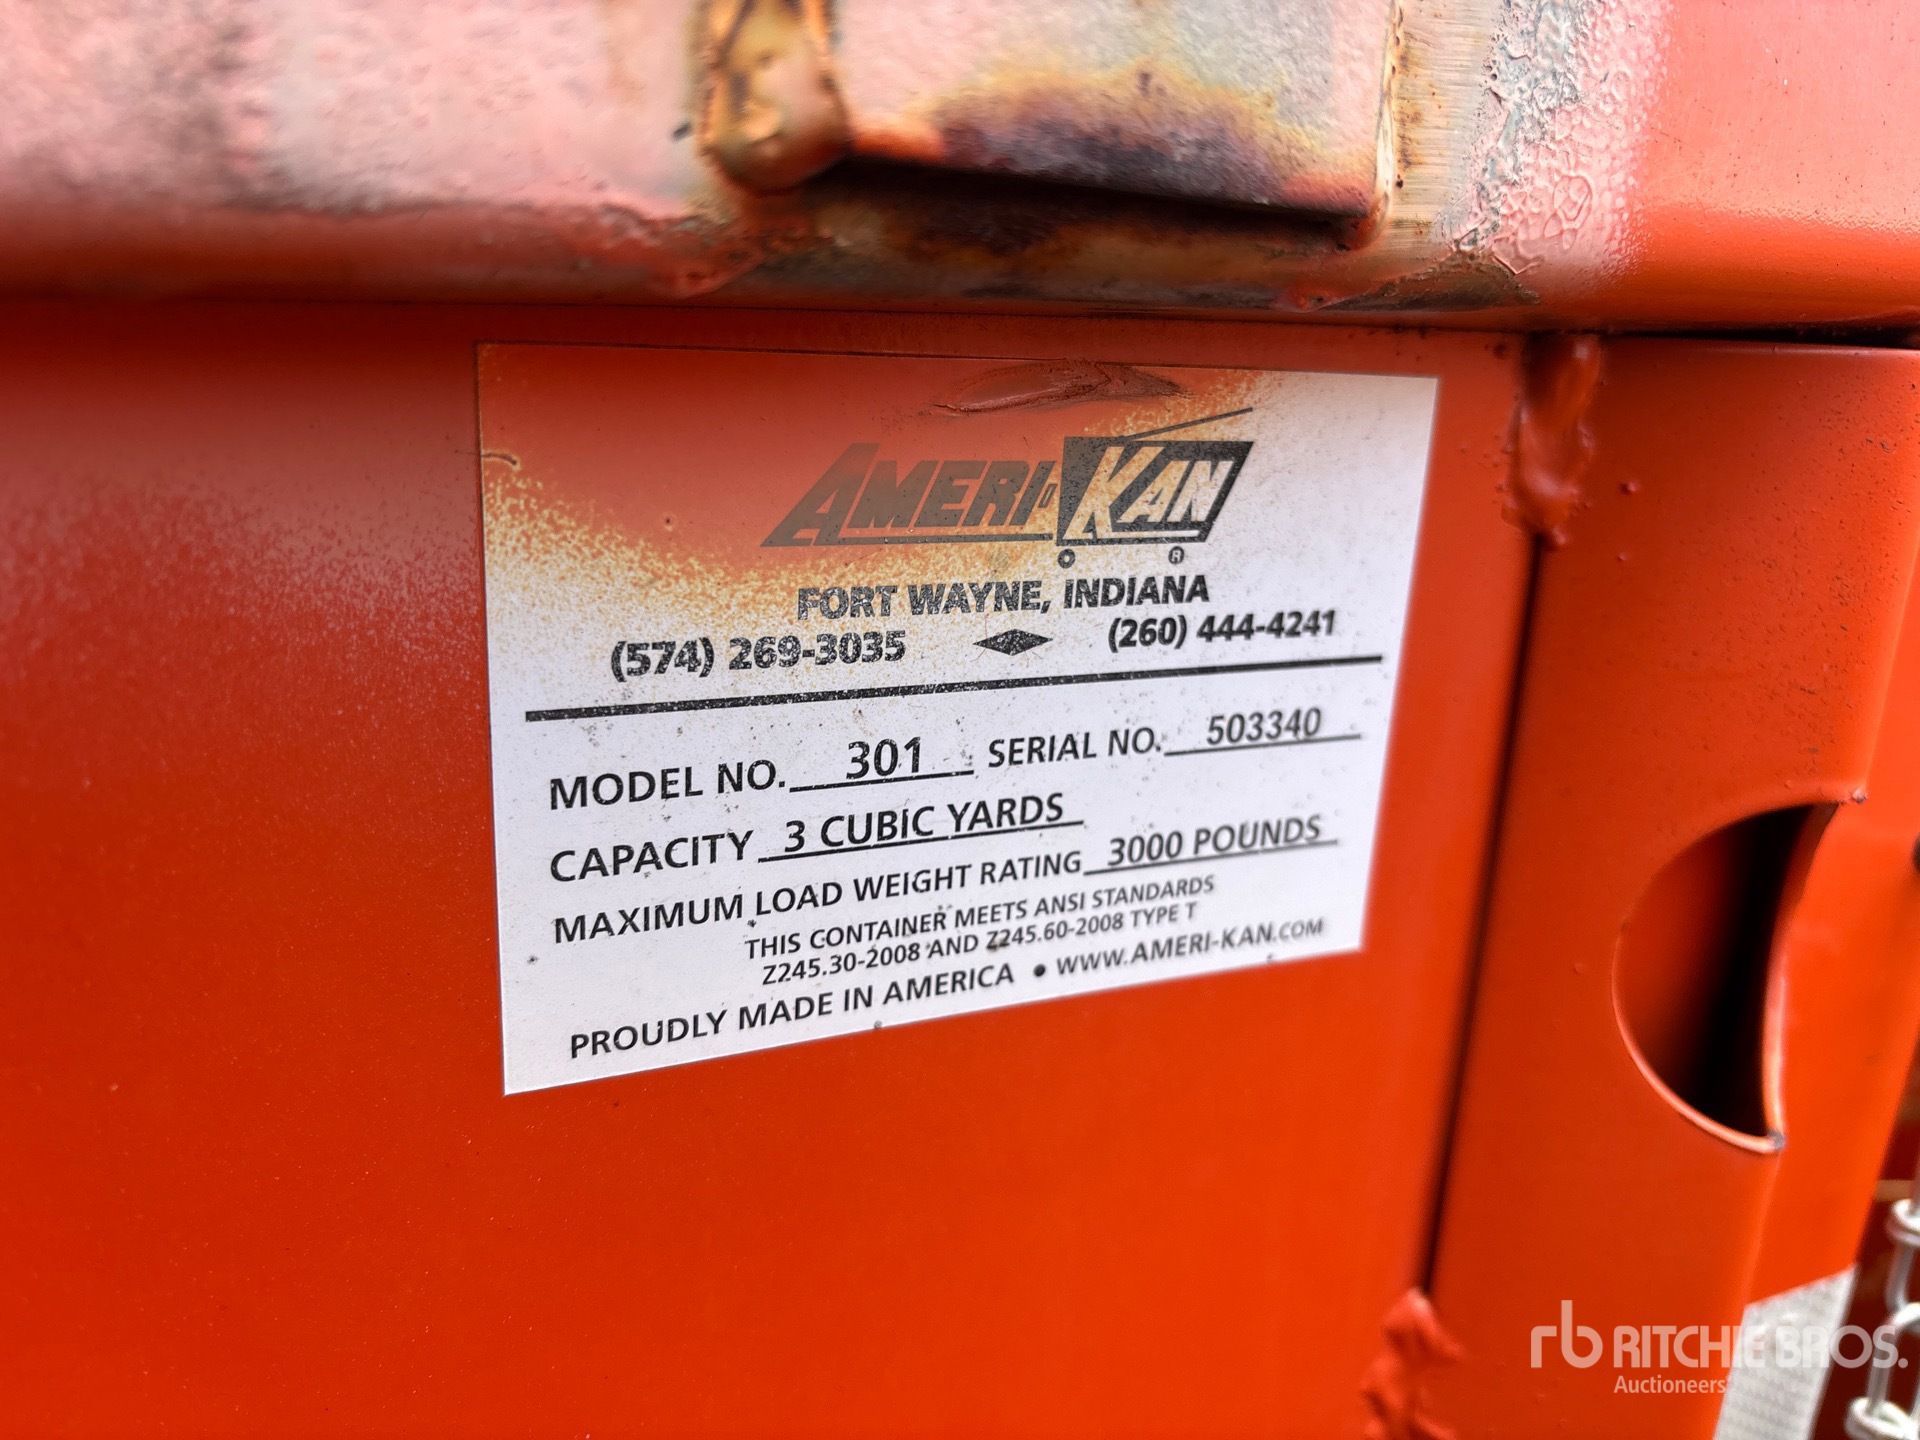 AMERI-KAN
®
FORT WAYNE, INDIANA
(574) 269-3035 (260) 444-4241
MODEL NO. 301 SERIAL NO. 503340
CAPACITY 3 CUBIC YARDS
MAXIMUM LOAD WEIGHT RATING 3000 POUNDS
THIS CONTAINER MEETS ANSI STANDARDS
Z245.30-2008 AND Z245.60-2008 TYPE T
PROUDLY MADE IN AMERICA • WWW.AMERI-KAN.COM
rb RITCHIE BROS.
Auctioneers